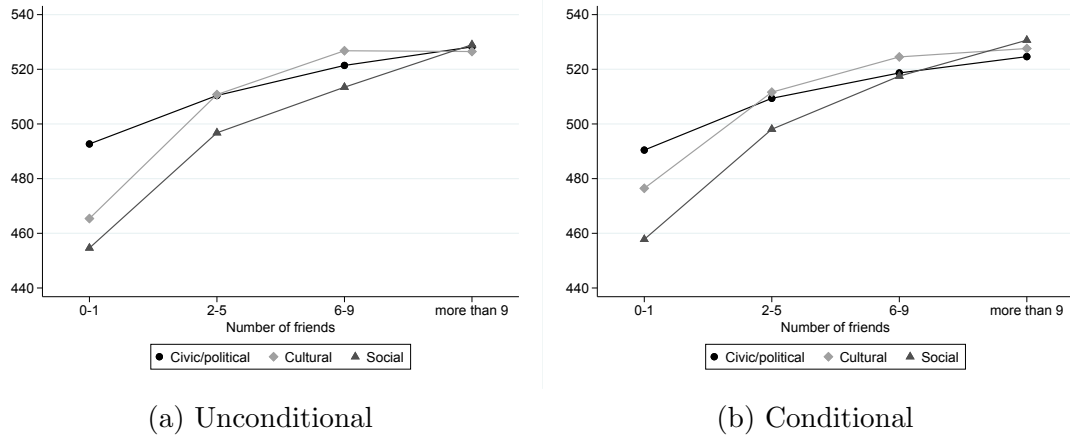 540
520
500
480
460
440
0-1 2-5 6-9 more than 9
Number of friends
Civic/political Cultural Social
(a) Unconditional
540
520
500
480
460
440
0-1 2-5 6-9 more than 9
Number of friends
Civic/political Cultural Social
(b) Conditional